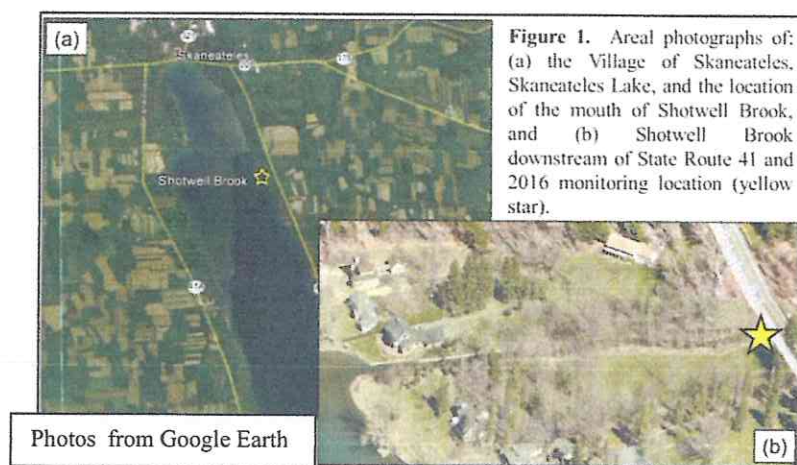 (a)
Skaneateles
Shotwell Brook
Figure 1. Areal photographs of:
(a) the Village of Skaneateles,
Skaneateles Lake, and the location
of the mouth of Shotwell Brook,
and (b) Shotwell Brook
downstream of State Route 41 and
2016 monitoring location (yellow
star).
Photos from Google Earth
(b)